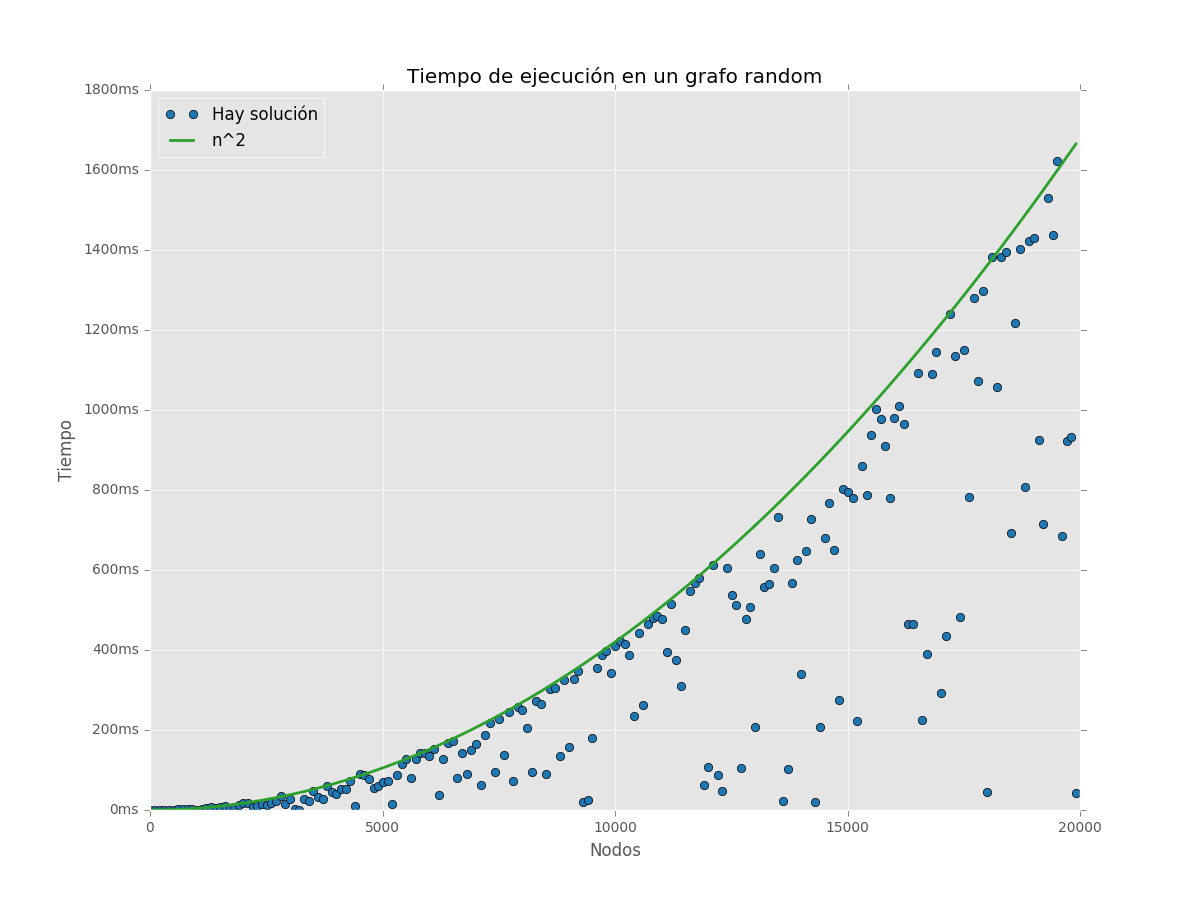 Tiempo de ejecución en un grafo random
1800ms
1600ms
1400ms
1200ms
1000ms
800ms
600ms
400ms
200ms
0ms
Hay solución
n^2
Tiempo
0
5000
10000
15000
20000
Nodos